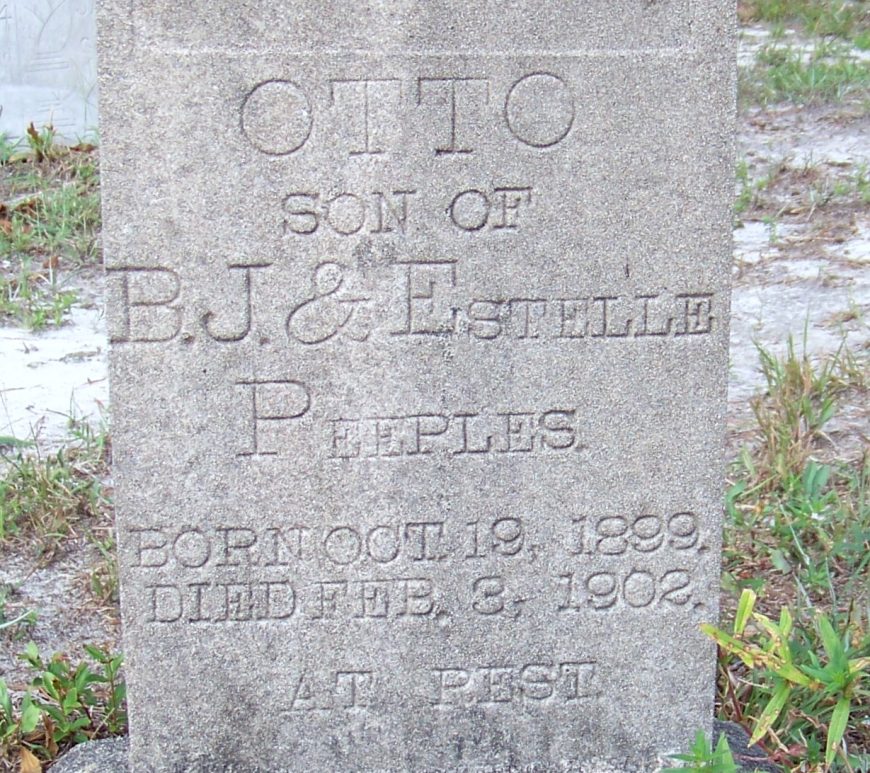 OTTO
SON OF
B.J. & ESTELLE
PEEPLES.
BORN OCT. 19, 1899.
DIED FEB. 3, 1902.
AT REST